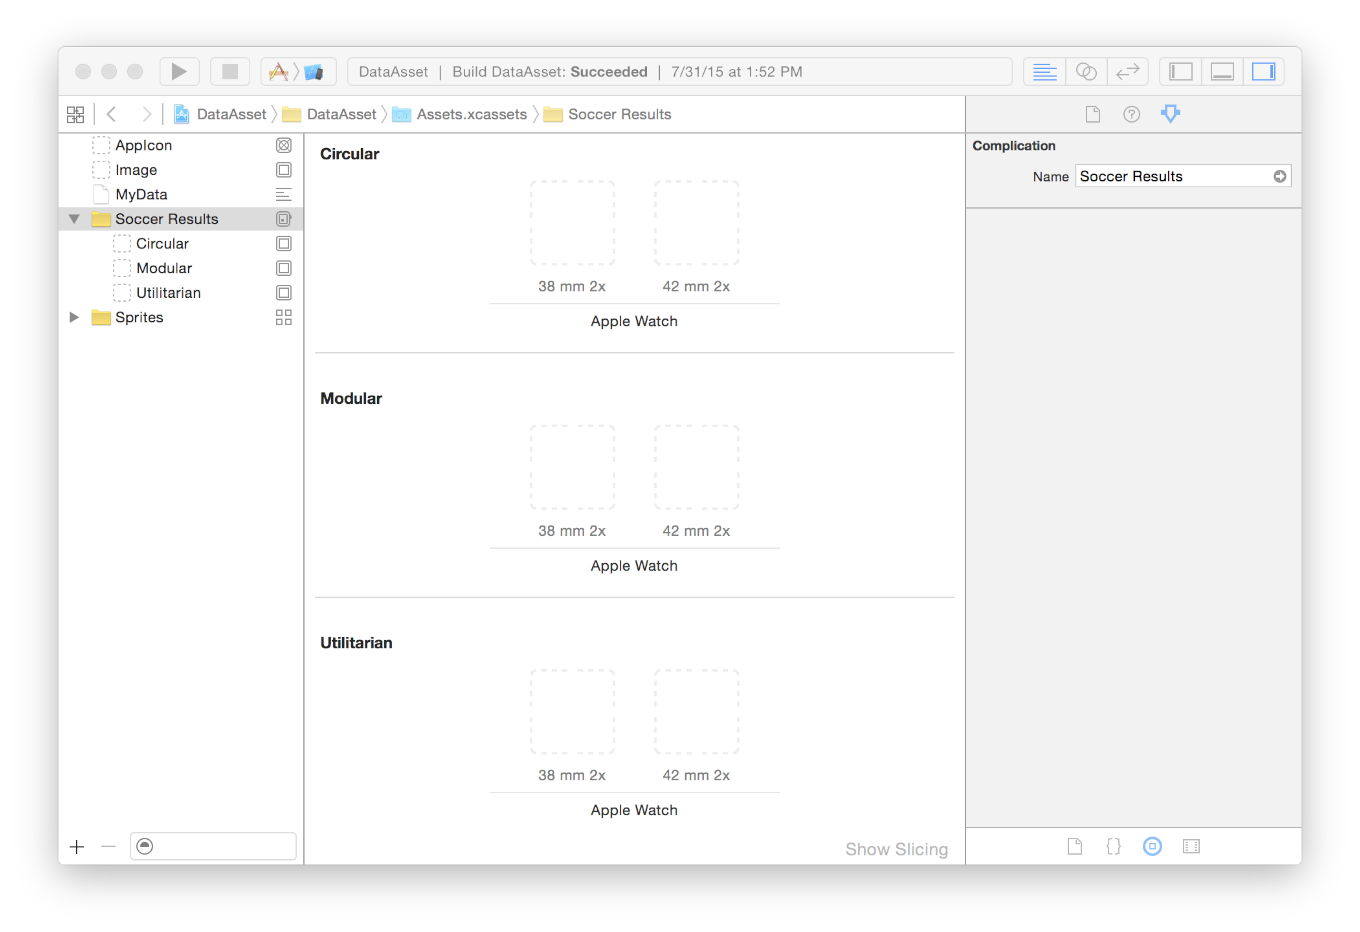 DataAsset | Build DataAsset: Succeeded | 7/31/15 at 1:52 PM
DataAsset DataAsset Assets.xcassets Soccer Results
AppIcon
Image
MyData
Soccer Results
Circular
Modular
Utilitarian
Sprites
Circular
38 mm 2x 42 mm 2x
Apple Watch
Modular
38 mm 2x 42 mm 2x
Apple Watch
Utilitarian
38 mm 2x 42 mm 2x
Apple Watch
Show Slicing
Complication
Name Soccer Results